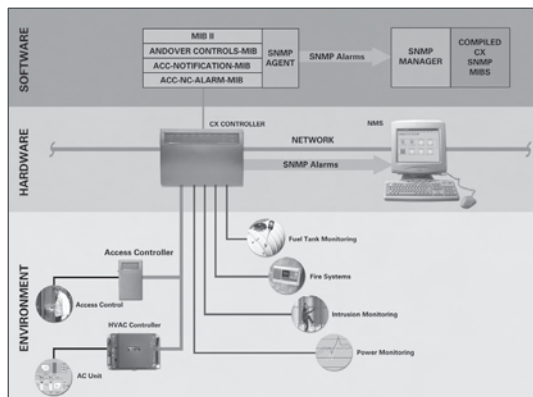 SOFTWARE
MIB II
ANDOVER CONTROLS-MIB
ACC-NOTIFICATION-MIB
ACC-NC-ALARM-MIB
SNMP
AGENT
SNMP Alarms
SNMP
MANAGER
COMPILED
CX
SNMP
MIBS
HARDWARE
CX CONTROLLER
NETWORK
NMS
SNMP Alarms
ENVIRONMENT
Fuel Tank Monitoring
Access Controller
Fire Systems
Access Control
Intrusion Monitoring
HVAC Controller
Power Monitoring
AC Unit